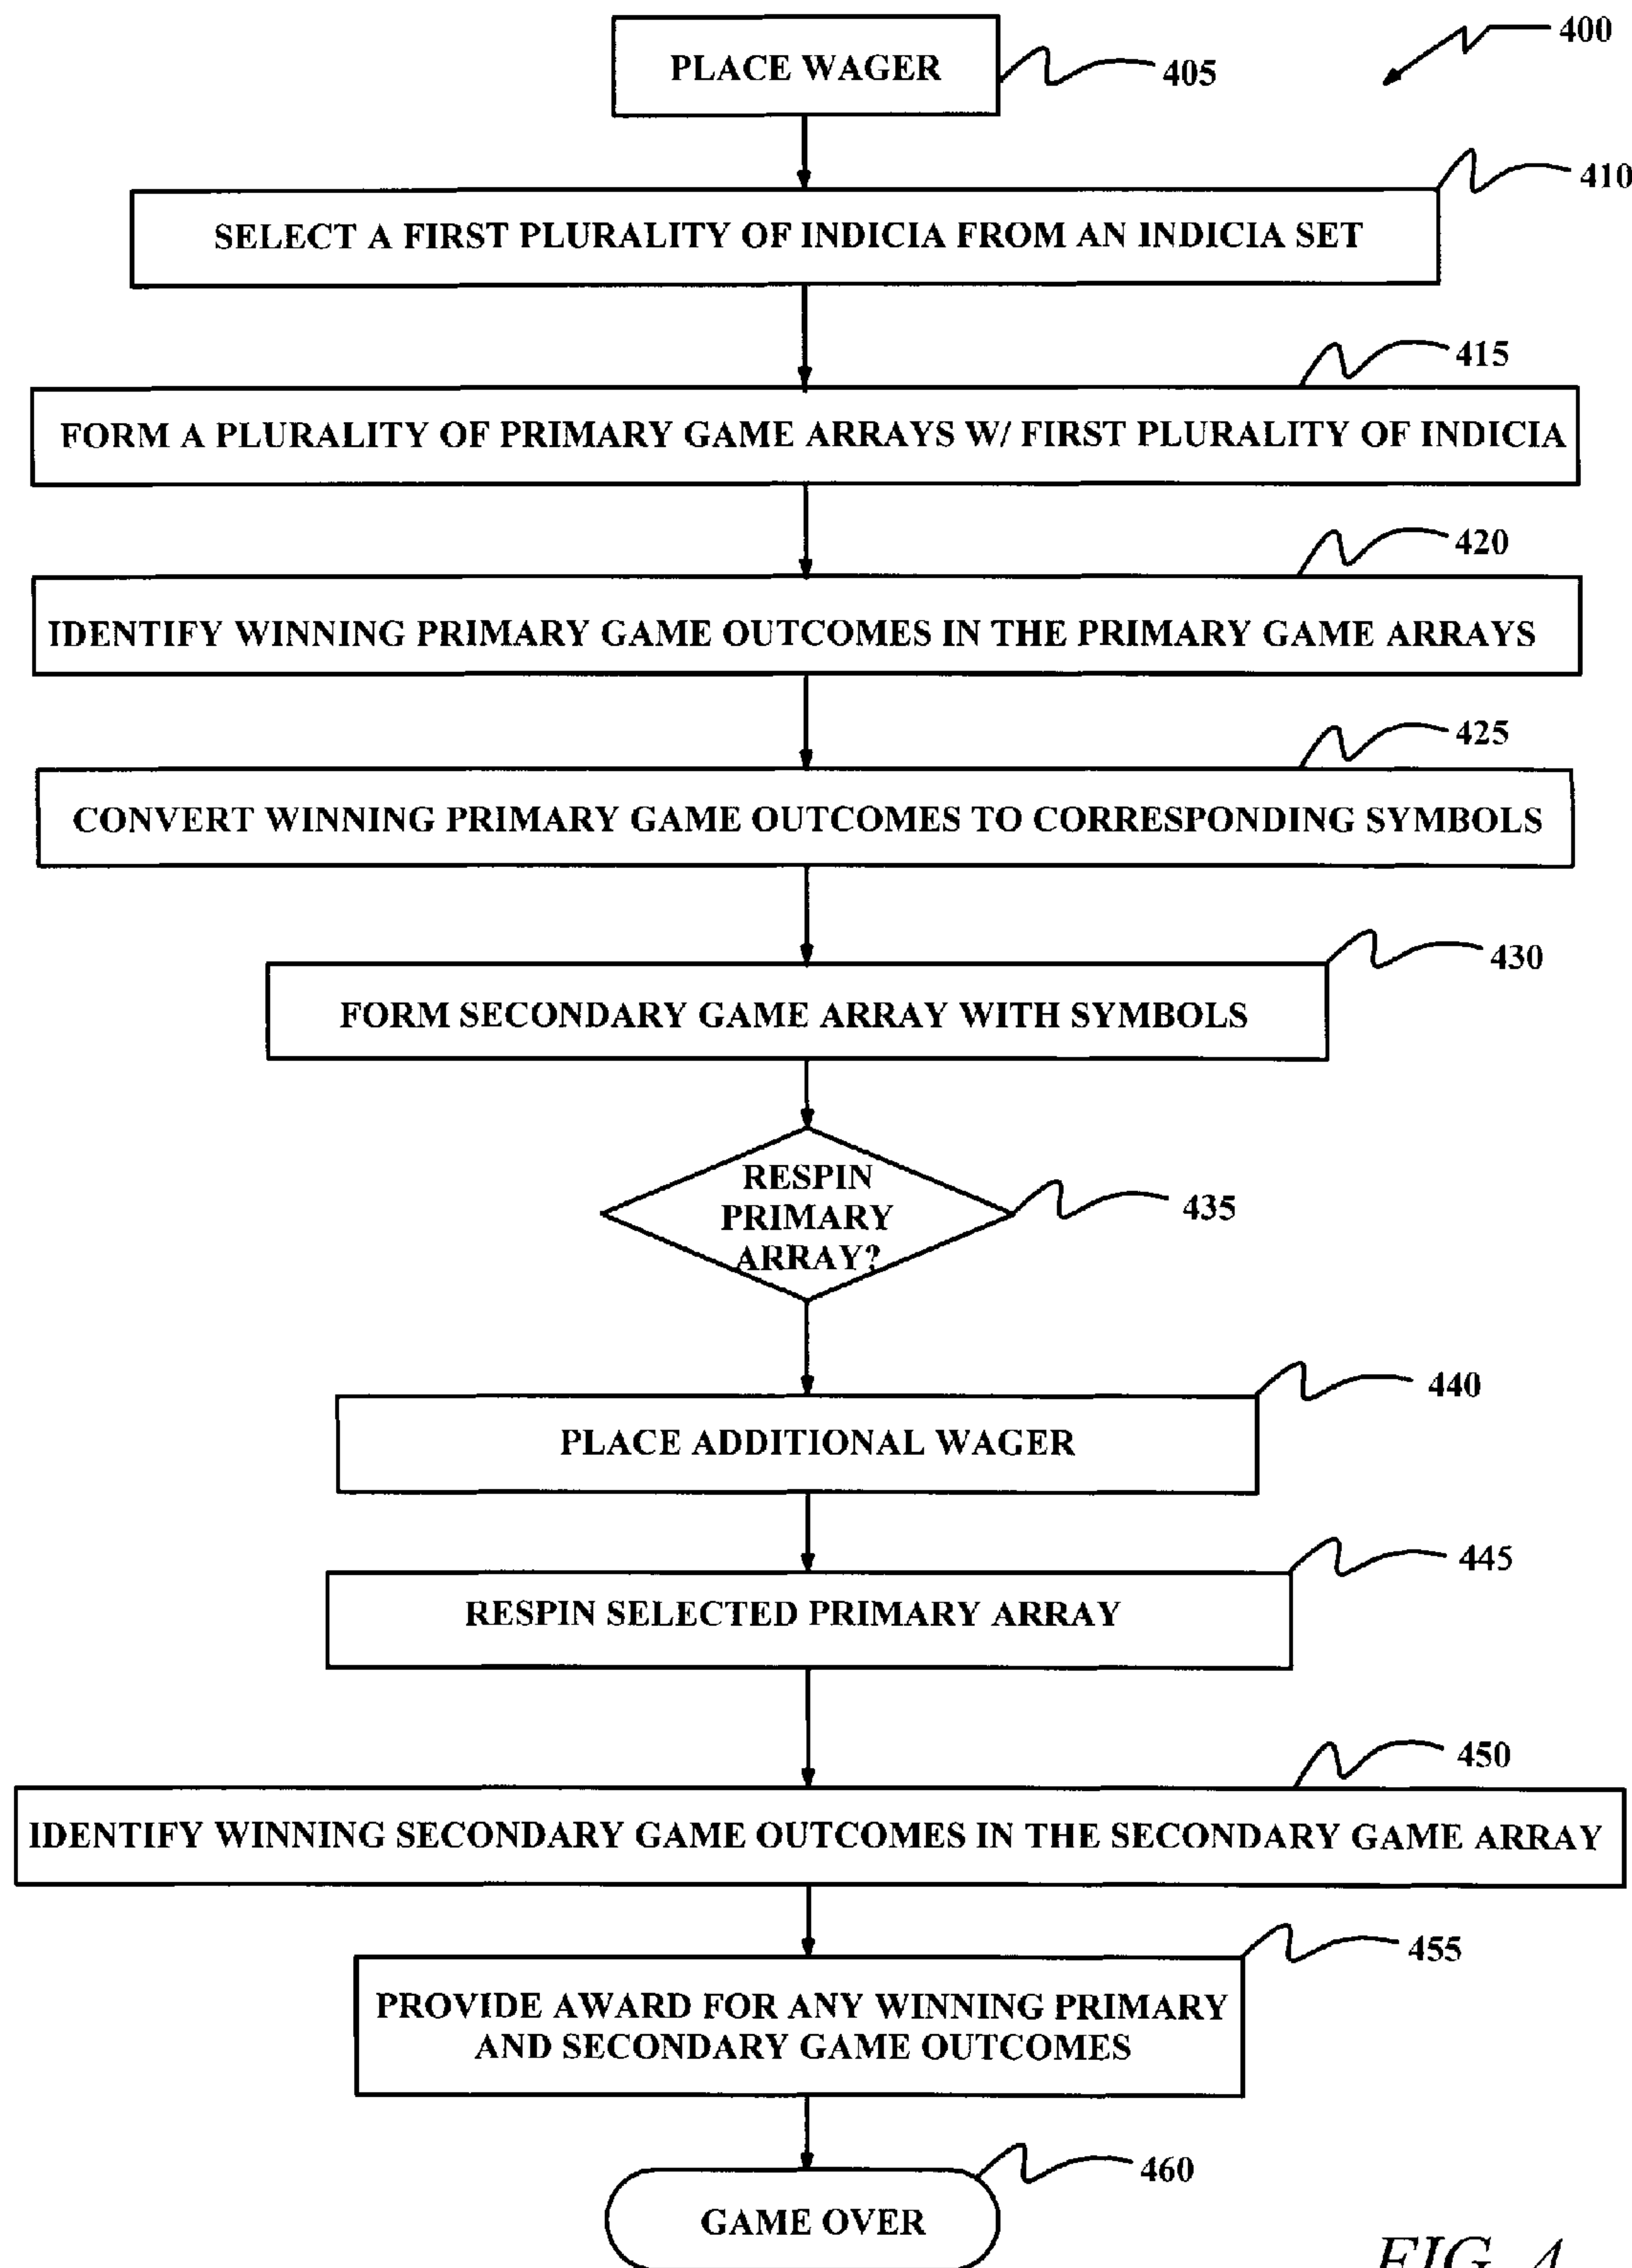 400
PLACE WAGER
405
410
SELECT A FIRST PLURALITY OF INDICIA FROM AN INDICIA SET
415
FORM A PLURALITY OF PRIMARY GAME ARRAYS W/ FIRST PLURALITY OF INDICIA
420
IDENTIFY WINNING PRIMARY GAME OUTCOMES IN THE PRIMARY GAME ARRAYS
425
CONVERT WINNING PRIMARY GAME OUTCOMES TO CORRESPONDING SYMBOLS
430
FORM SECONDARY GAME ARRAY WITH SYMBOLS
RESPIN
PRIMARY
ARRAY?
435
440
PLACE ADDITIONAL WAGER
445
RESPIN SELECTED PRIMARY ARRAY
450
IDENTIFY WINNING SECONDARY GAME OUTCOMES IN THE SECONDARY GAME ARRAY
455
PROVIDE AWARD FOR ANY WINNING PRIMARY
AND SECONDARY GAME OUTCOMES
460
GAME OVER
FIG. 4